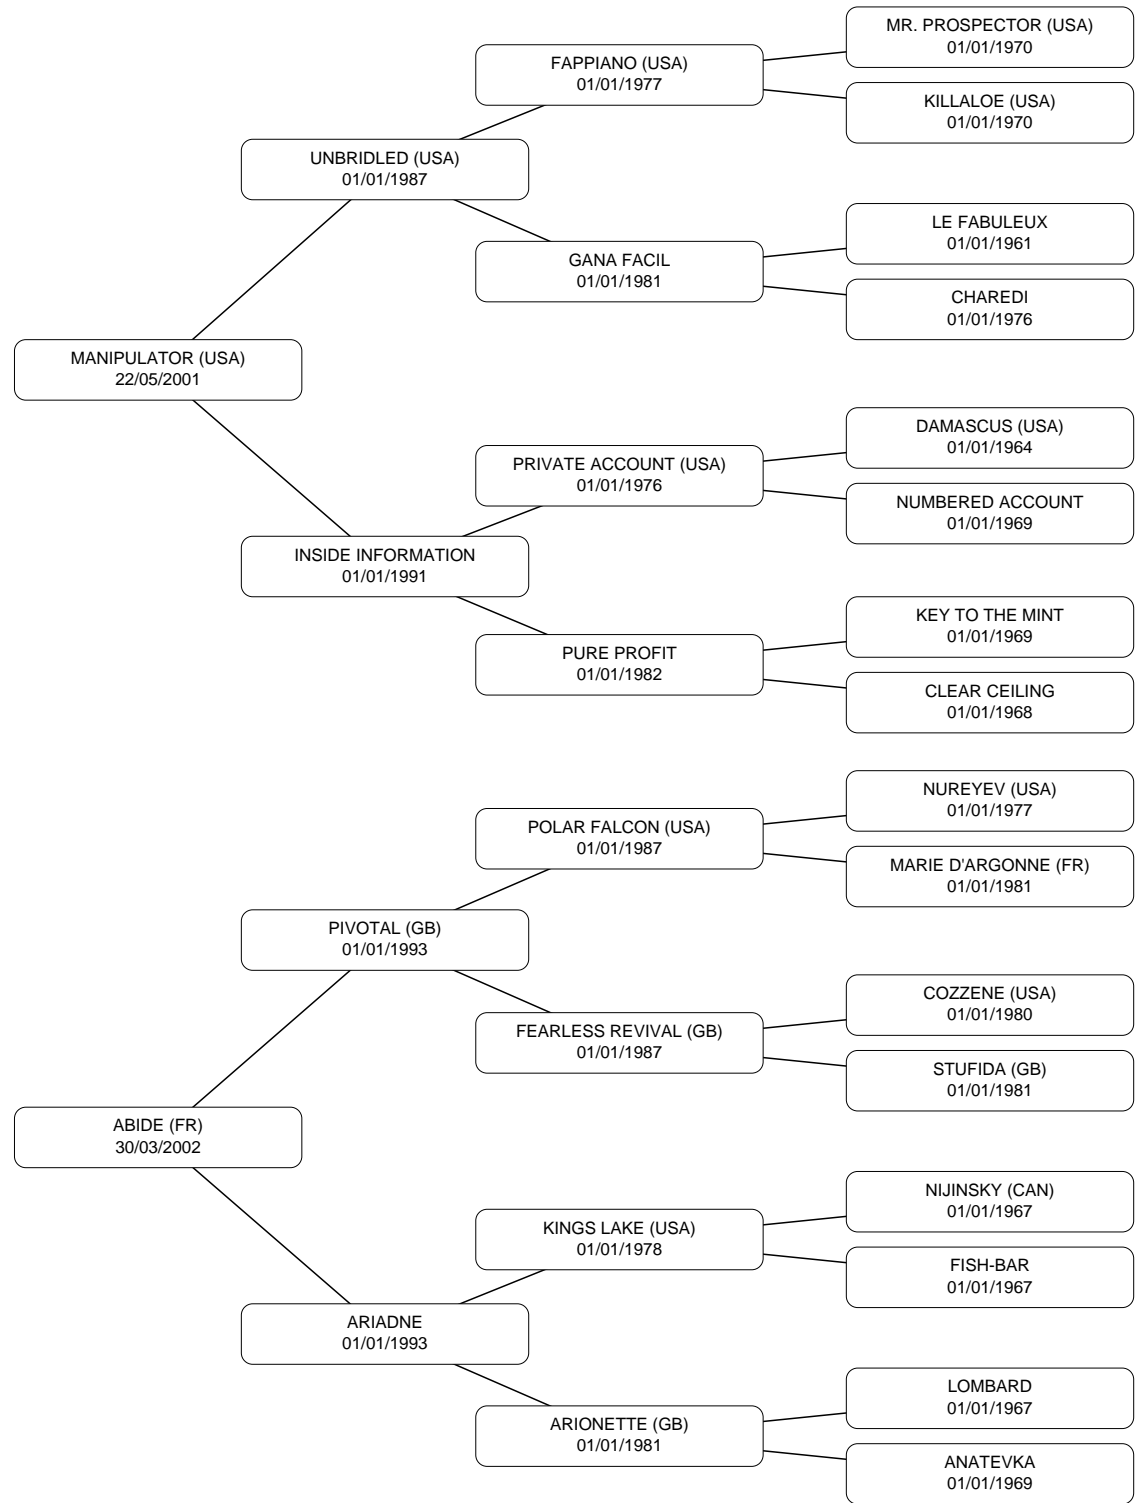 MR. PROSPECTOR (USA)
01/01/1970
FAPPIANO (USA)
01/01/1977
KILLALOE (USA)
01/01/1970
UNBRIDLED (USA)
01/01/1987
LE FABULEUX
01/01/1961
GANA FACIL
01/01/1981
CHAREDI
01/01/1976
MANIPULATOR (USA)
22/05/2001
DAMASCUS (USA)
01/01/1964
PRIVATE ACCOUNT (USA)
01/01/1976
NUMBERED ACCOUNT
01/01/1969
INSIDE INFORMATION
01/01/1991
KEY TO THE MINT
01/01/1969
PURE PROFIT
01/01/1982
CLEAR CEILING
01/01/1968
NUREYEV (USA)
01/01/1977
POLAR FALCON (USA)
01/01/1987
MARIE D'ARGONNE (FR)
01/01/1981
PIVOTAL (GB)
01/01/1993
COZZENE (USA)
01/01/1980
FEARLESS REVIVAL (GB)
01/01/1987
STUFIDA (GB)
01/01/1981
ABIDE (FR)
30/03/2002
NIJINSKY (CAN)
01/01/1967
KINGS LAKE (USA)
01/01/1978
FISH-BAR
01/01/1967
ARIADNE
01/01/1993
LOMBARD
01/01/1967
ARIONETTE (GB)
01/01/1981
ANATEVKA
01/01/1969